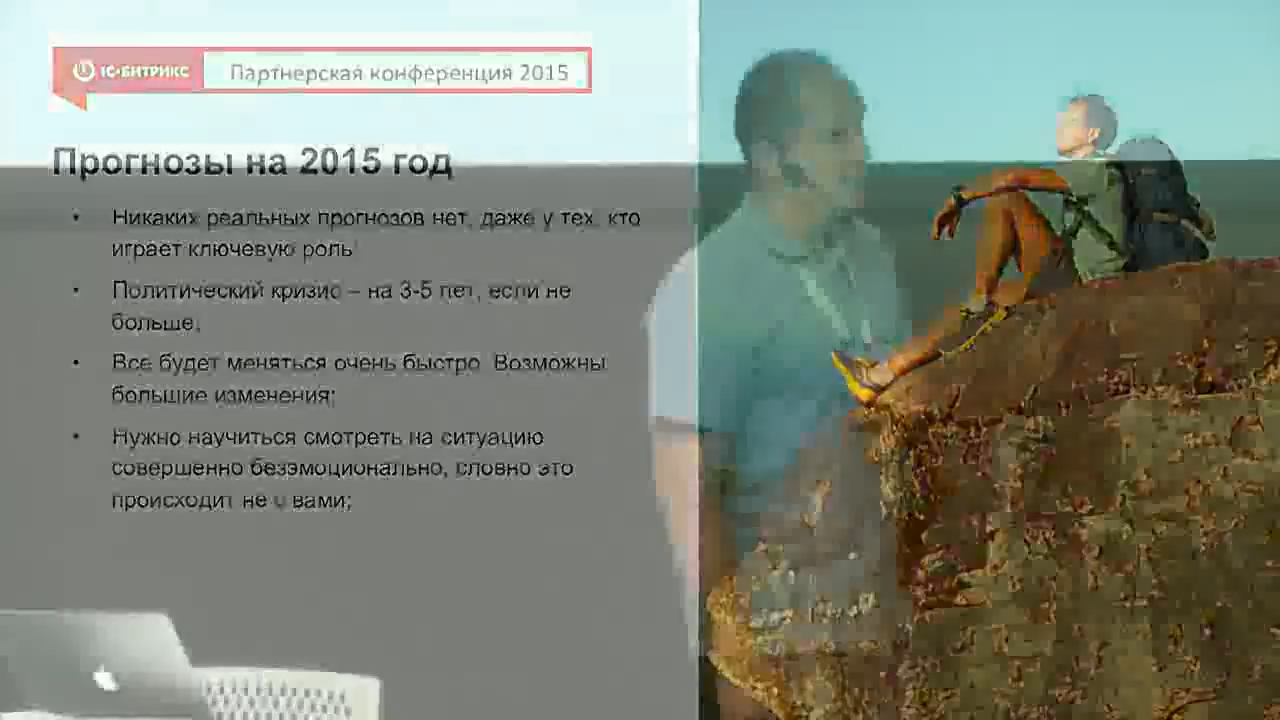 1С-БИТРИКС
Партнерская конференция 2015
Прогнозы на 2015 год
• Никаких реальных прогнозов нет, даже у тех, кто
играет ключевую роль
• Политический кризис – на 3-5 лет, если не
больше;
• Все будет меняться очень быстро. Возможны
большие изменения;
• Нужно научиться смотреть на ситуацию
совершенно безэмоционально, словно это
происходит не с вами;